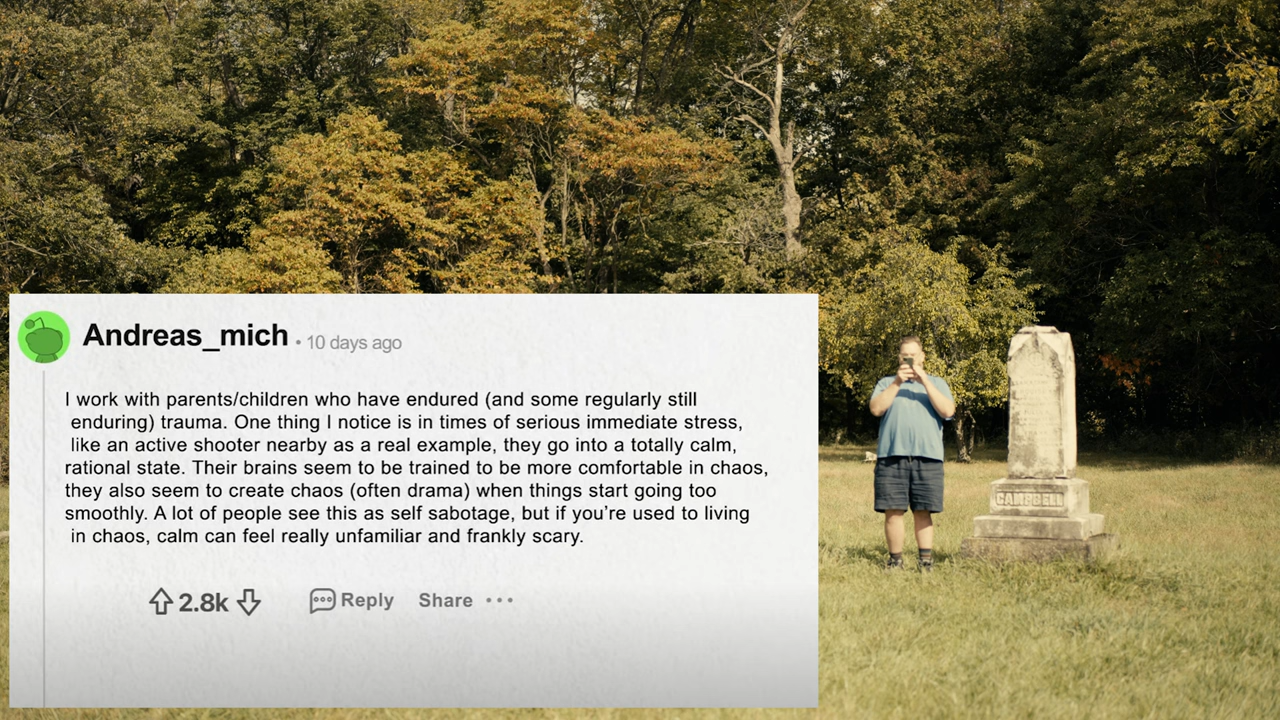 Andreas_mich • 10 days ago
I work with parents/children who have endured (and some regularly still
enduring) trauma. One thing I notice is in times of serious immediate stress,
like an active shooter nearby as a real example, they go into a totally calm,
rational state. Their brains seem to be trained to be more comfortable in chaos,
they also seem to create chaos (often drama) when things start going too
smoothly. A lot of people see this as self sabotage, but if you’re used to living
in chaos, calm can feel really unfamiliar and frankly scary.
2.8k Reply Share •••
CAMPBELL